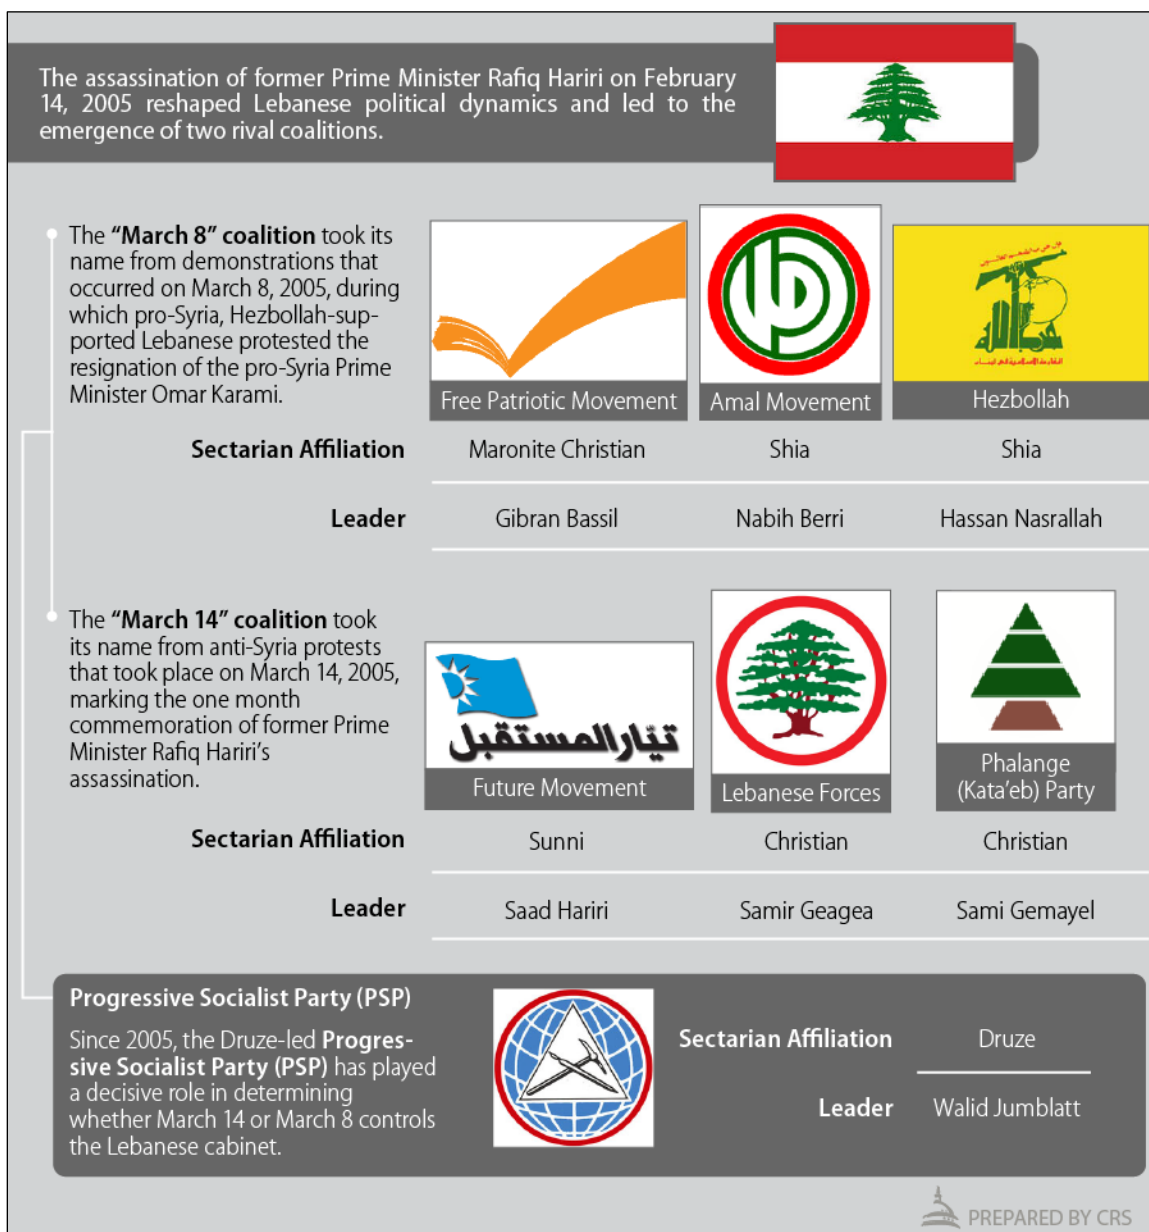 The assassination of former Prime Minister Rafiq Hariri on February
14, 2005 reshaped Lebanese political dynamics and led to the
emergence of two rival coalitions.
The “March 8” coalition took its
name from demonstrations that
occurred on March 8, 2005, during
which pro-Syria, Hezbollah-sup-
ported Lebanese protested the
resignation of the pro-Syria Prime
Minister Omar Karami.
Free Patriotic Movement
Amal Movement
Hezbollah
Sectarian Affiliation
Maronite Christian
Shia
Shia
Leader
Gibran Bassil
Nabih Berri
Hassan Nasrallah
The “March 14” coalition took
its name from anti-Syria protests
that took place on March 14, 2005,
marking the one month
commemoration of former Prime
Minister Rafiq Hariri’s
assassination.
تيّار المستقبل
Future Movement
Lebanese Forces
Phalange
(Kata’eb) Party
Sectarian Affiliation
Sunni
Christian
Christian
Leader
Saad Hariri
Samir Geagea
Sami Gemayel
Progressive Socialist Party (PSP)
Since 2005, the Druze-led Progres-
sive Socialist Party (PSP) has played
a decisive role in determining
whether March 14 or March 8 controls
the Lebanese cabinet.
Sectarian Affiliation
Druze
Leader
Walid Jumblatt
PREPARED BY CRS